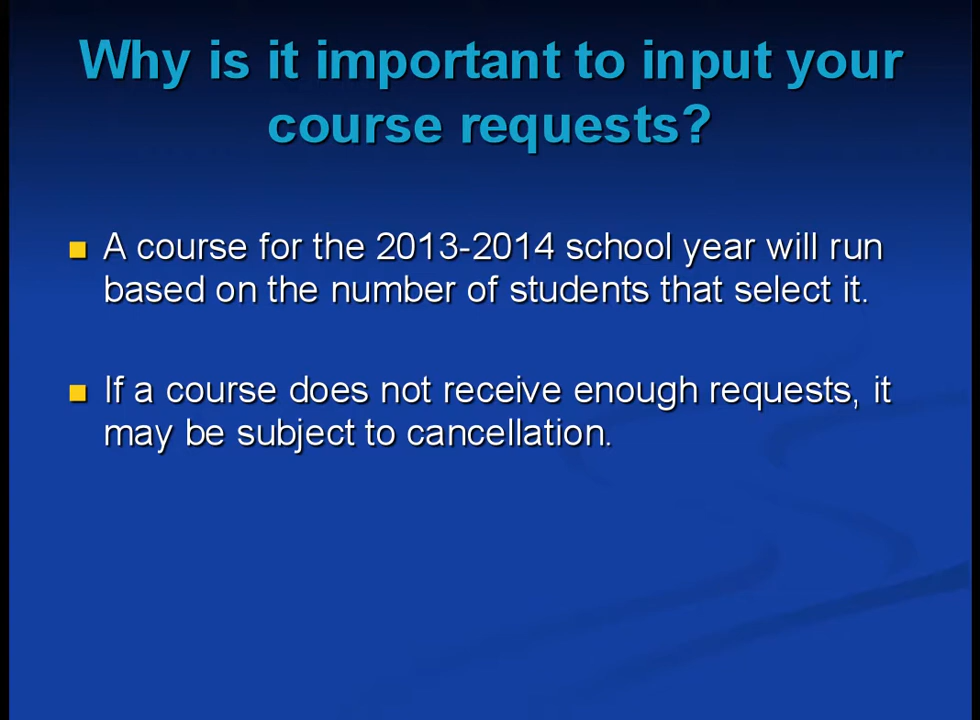 Why is it important to input your
course requests?
A course for the 2013-2014 school year will run
based on the number of students that select it.
If a course does not receive enough requests, it
may be subject to cancellation.